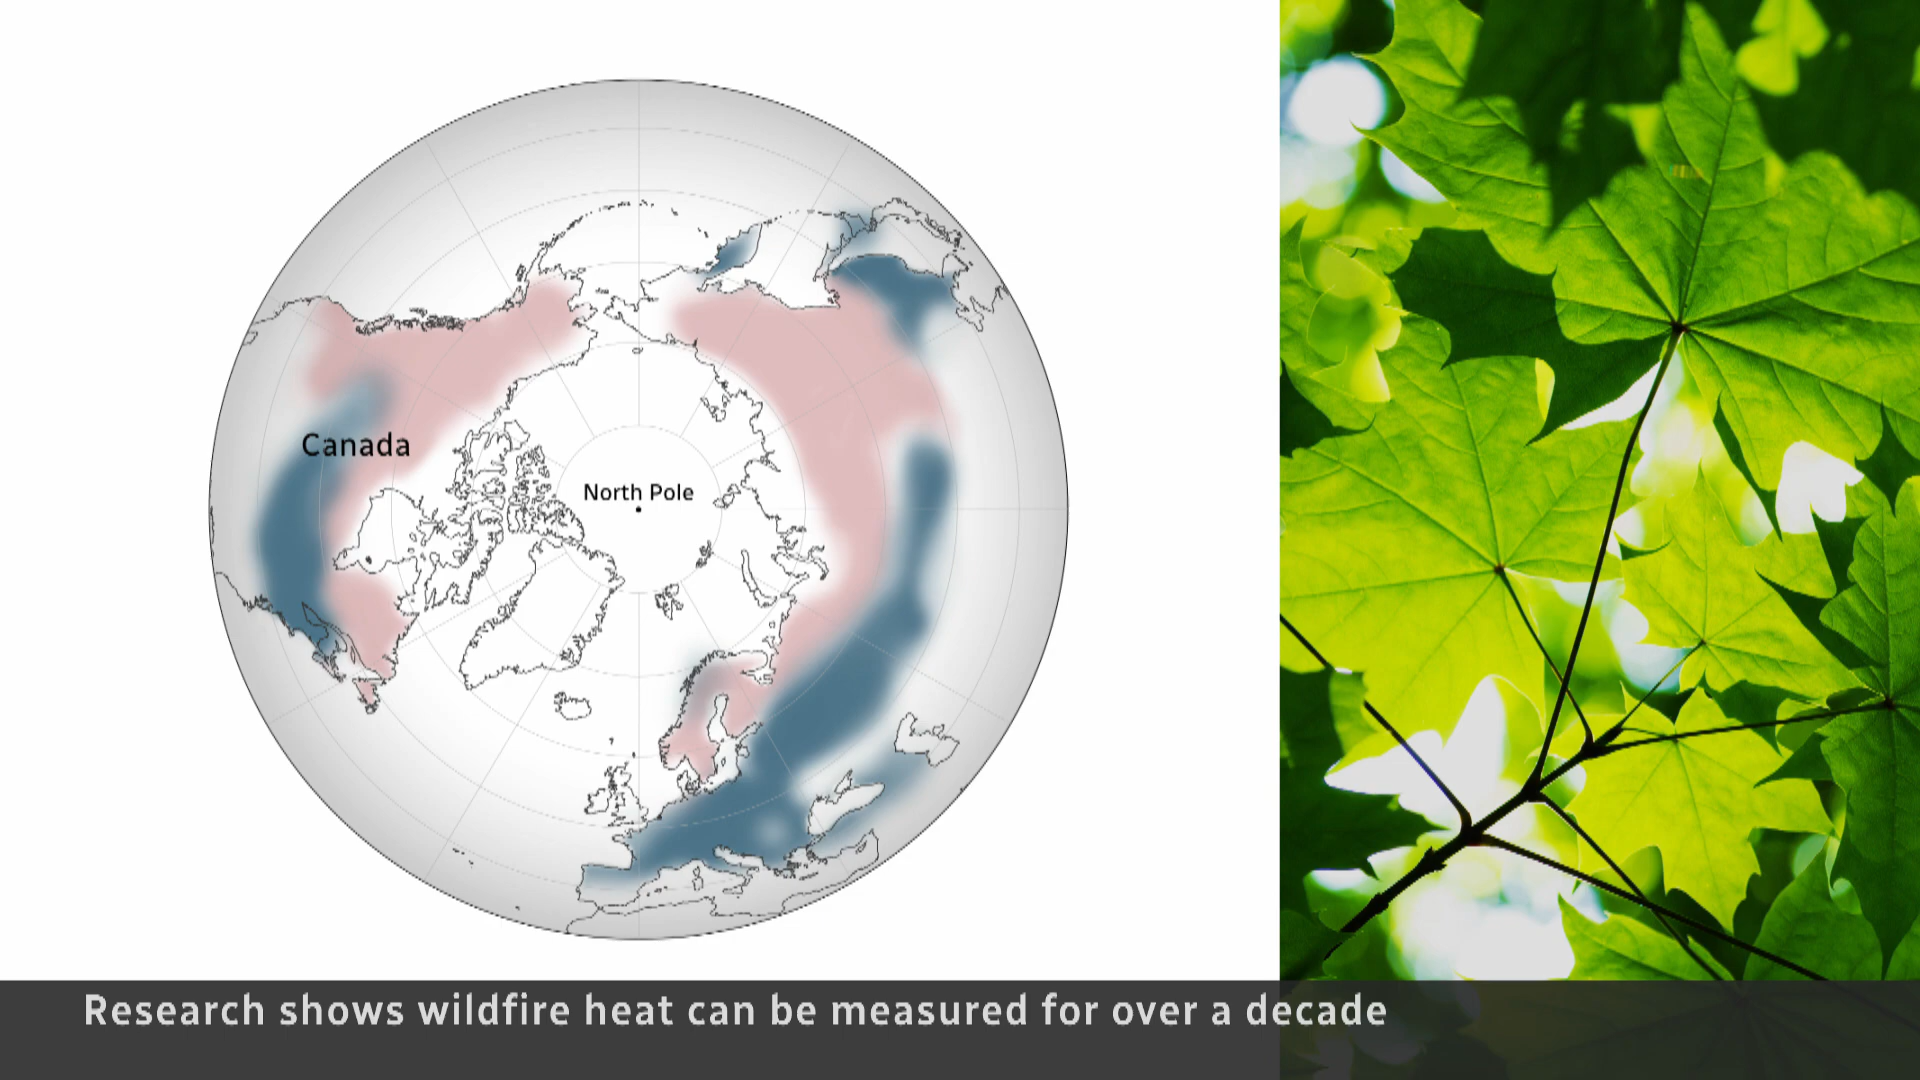 Canada
North Pole
Research shows wildfire heat can be measured for over a decade